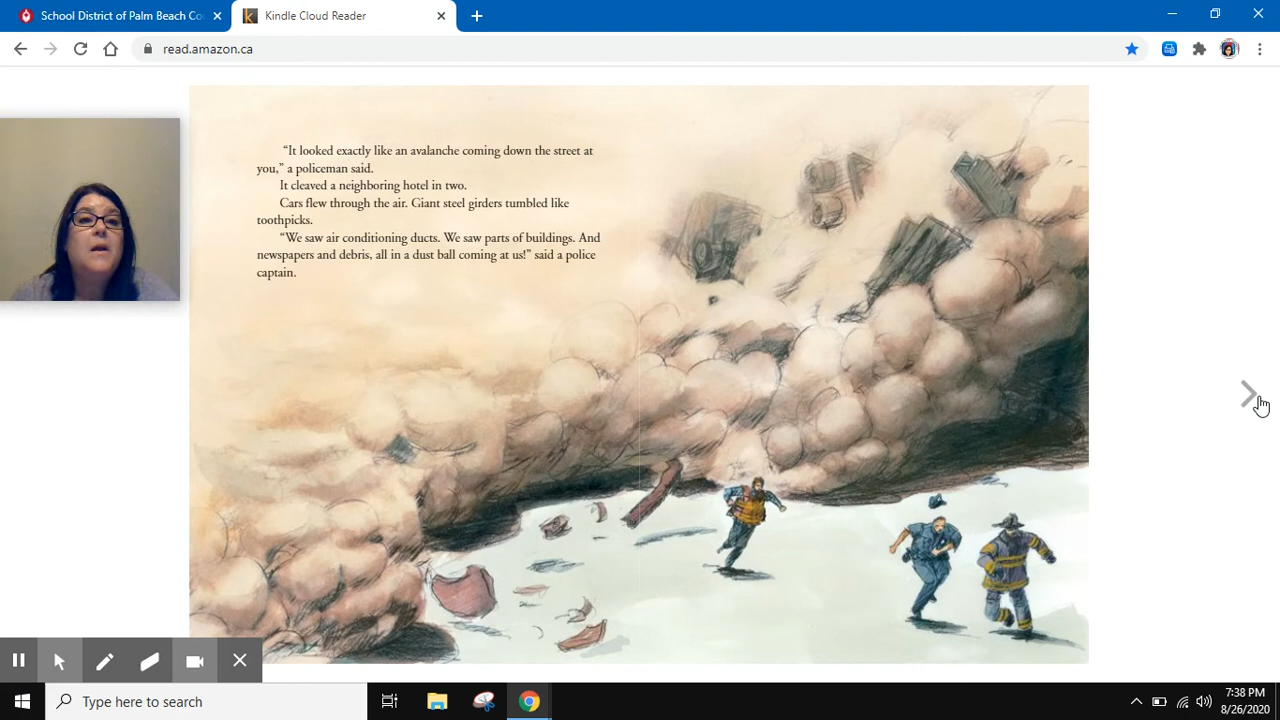 School District of Palm Beach Co
Kindle Cloud Reader
read.amazon.ca
“It looked exactly like an avalanche coming down the street at
you,” a policeman said.
It cleaved a neighboring hotel in two.
Cars flew through the air. Giant steel girders tumbled like
toothpicks.
“We saw air conditioning ducts. We saw parts of buildings. And
newspapers and debris, all in a dust ball coming at us!” said a police
captain.
Type here to search
7:38 PM
8/26/2020